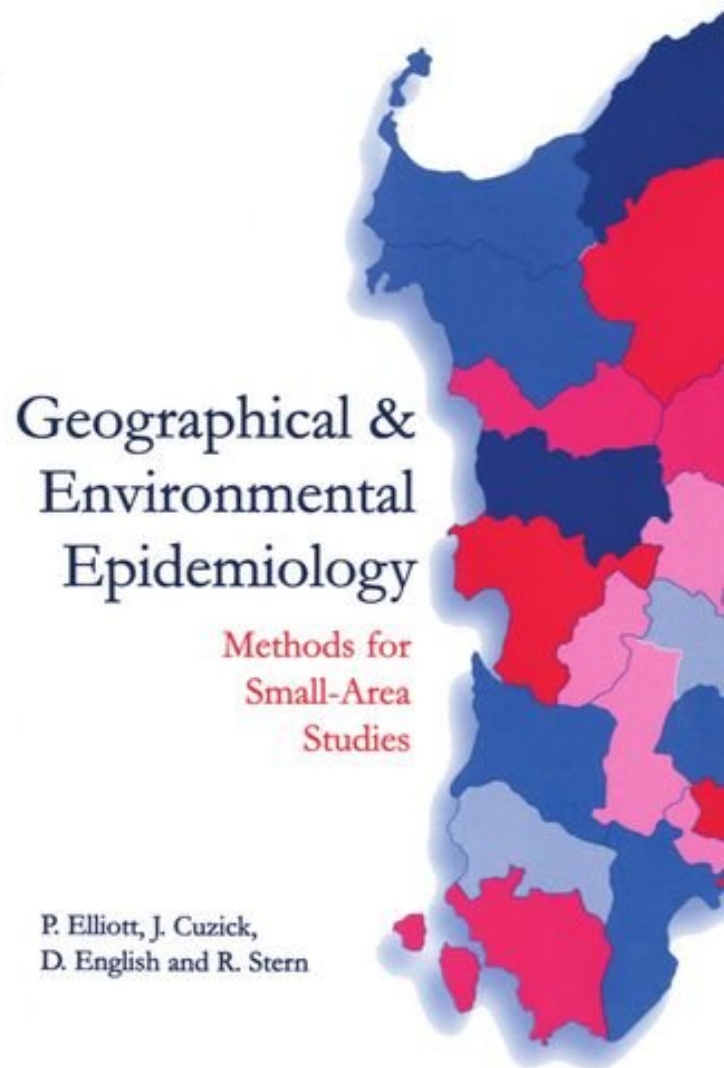 Geographical &
Environmental
Epidemiology
Methods for
Small-Area
Studies
P. Elliott, J. Cuzick,
D. English and R. Stern